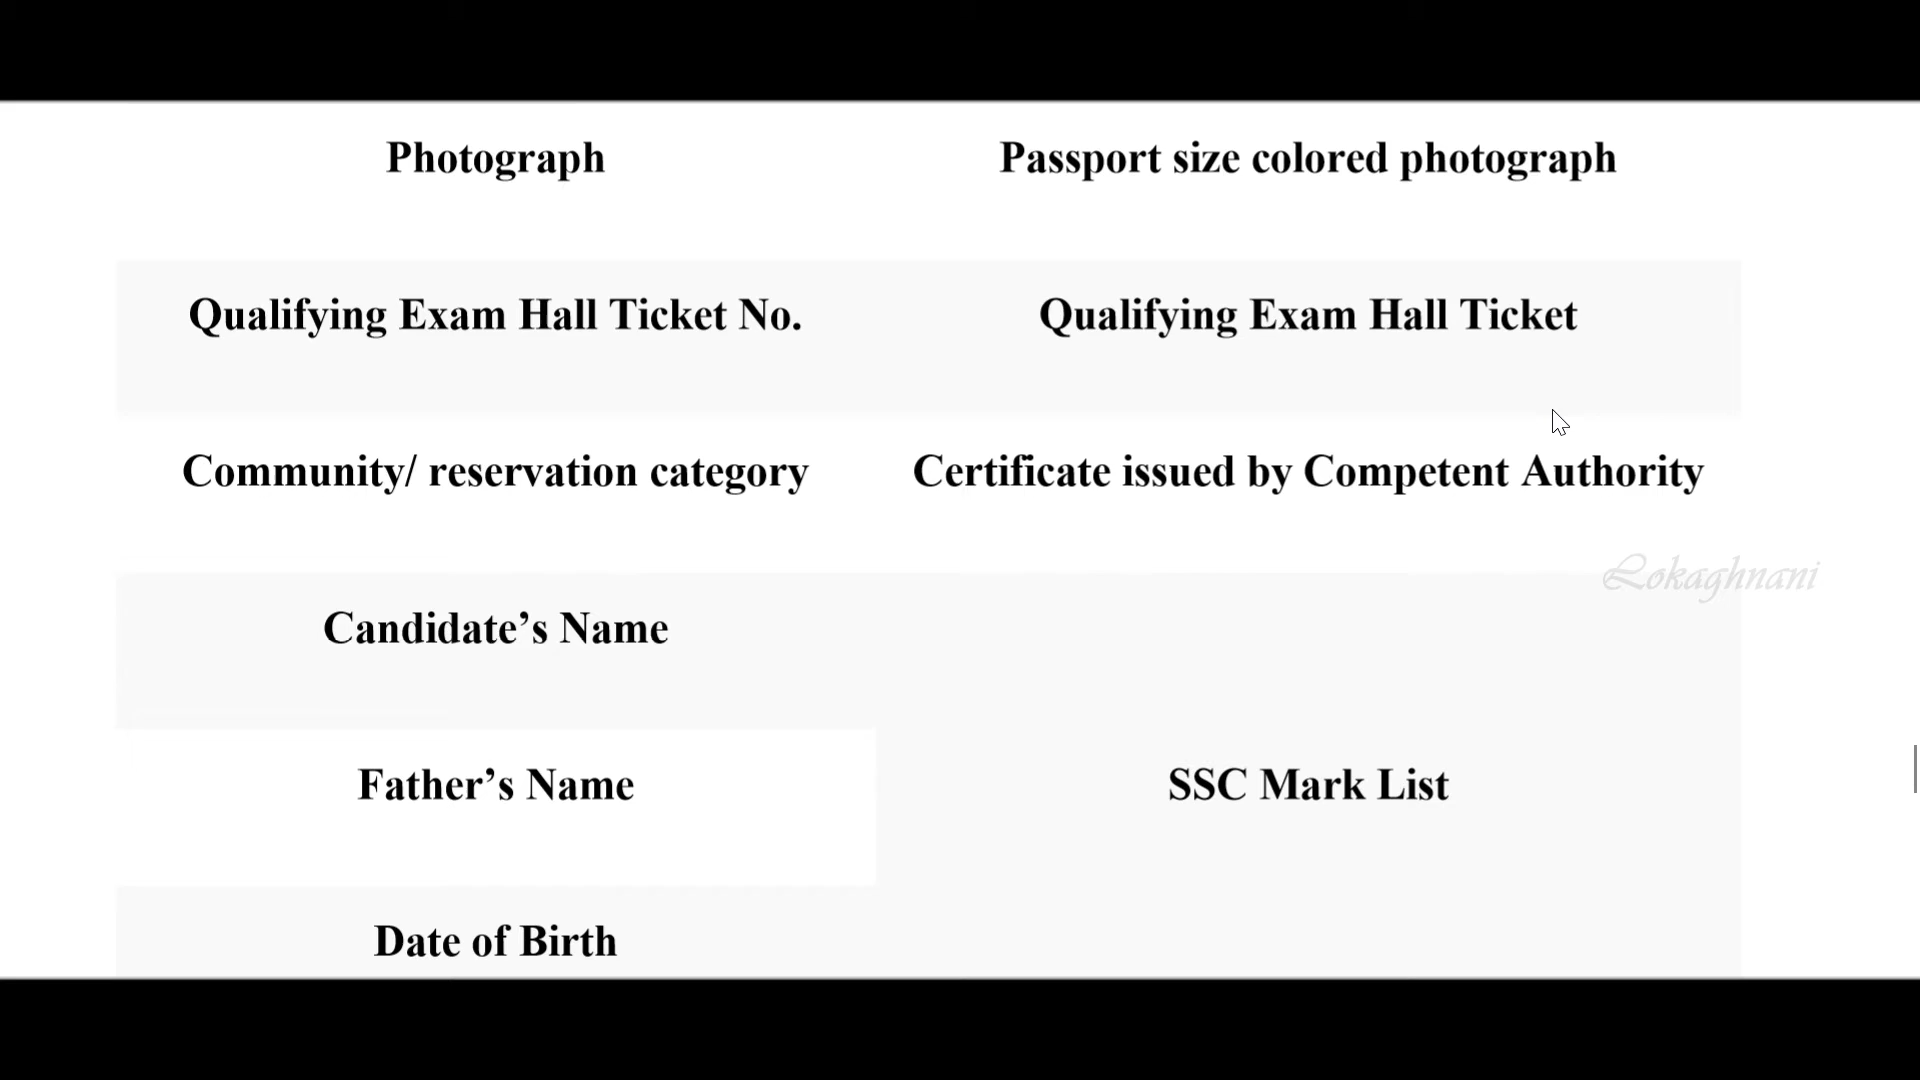 Photograph
Passport size colored photograph
Qualifying Exam Hall Ticket No.
Qualifying Exam Hall Ticket
Community/ reservation category
Certificate issued by Competent Authority
Lokaghnani
Candidate’s Name
Father’s Name
SSC Mark List
Date of Birth